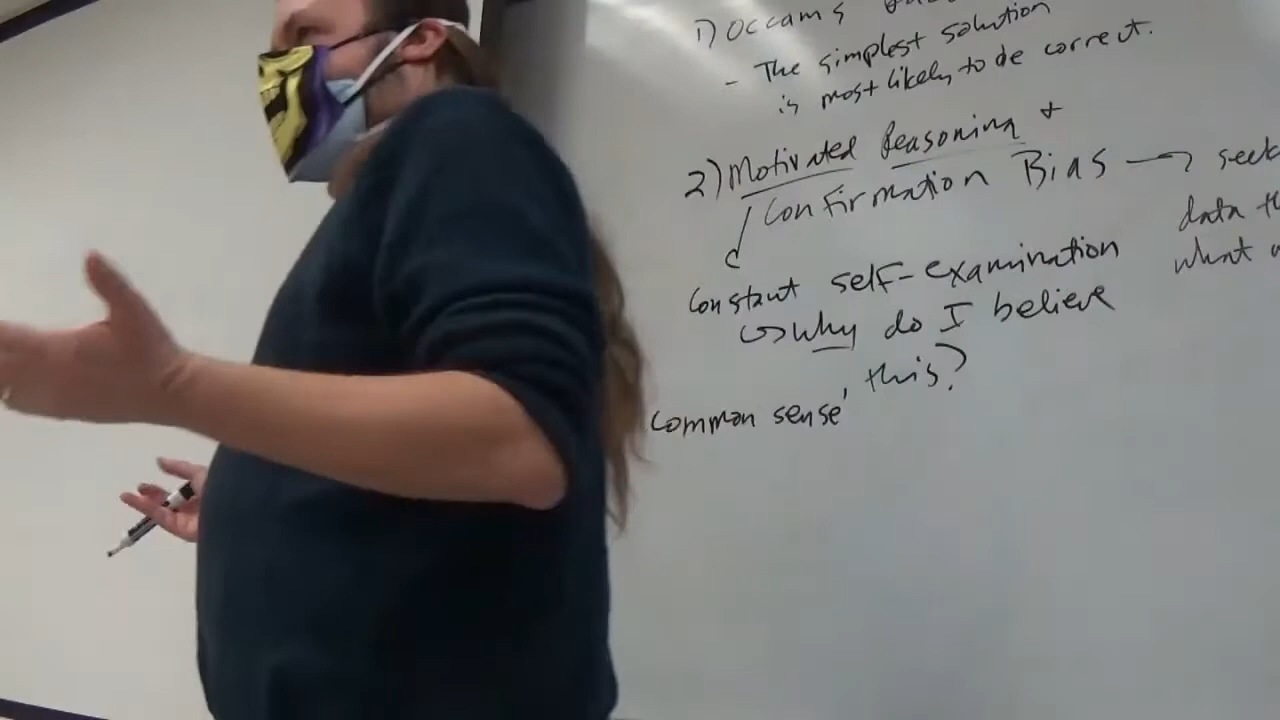 1) Occams
- The simplest solution
is most likely to be correct.
2) Motivated Reasoning +
Confirmation Bias → seek
data
what
Constant self-examination
↳ why do I believe
this?
Common sense'